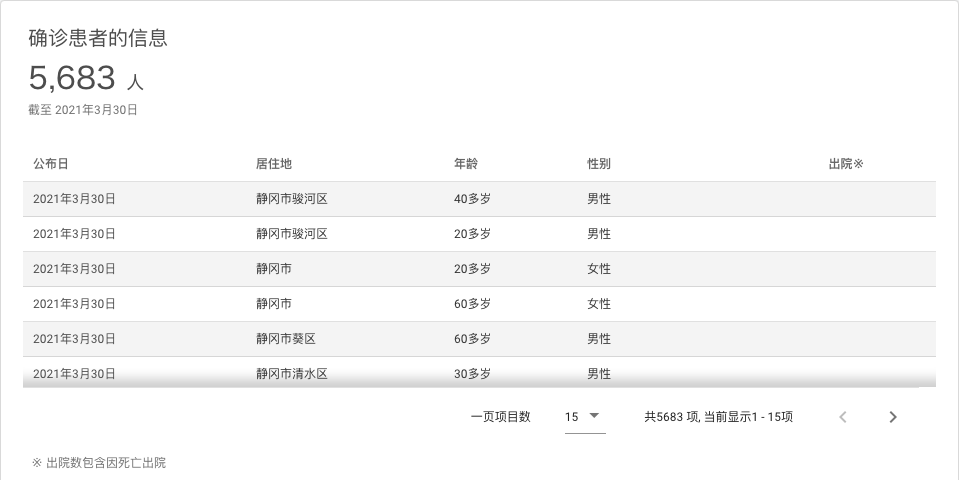 确诊患者的信息
5,683 人
截至 2021年3月30日
公布日 居住地 年龄 性别 出院※
2021年3月30日 静冈市骏河区 40多岁 男性
2021年3月30日 静冈市骏河区 20多岁 男性
2021年3月30日 静冈市 20多岁 女性
2021年3月30日 静冈市 60多岁 女性
2021年3月30日 静冈市葵区 60多岁 男性
2021年3月30日 静冈市清水区 30多岁 男性
一页项目数 15 共5683 项, 当前显示1 - 15项
※ 出院数包含因死亡出院